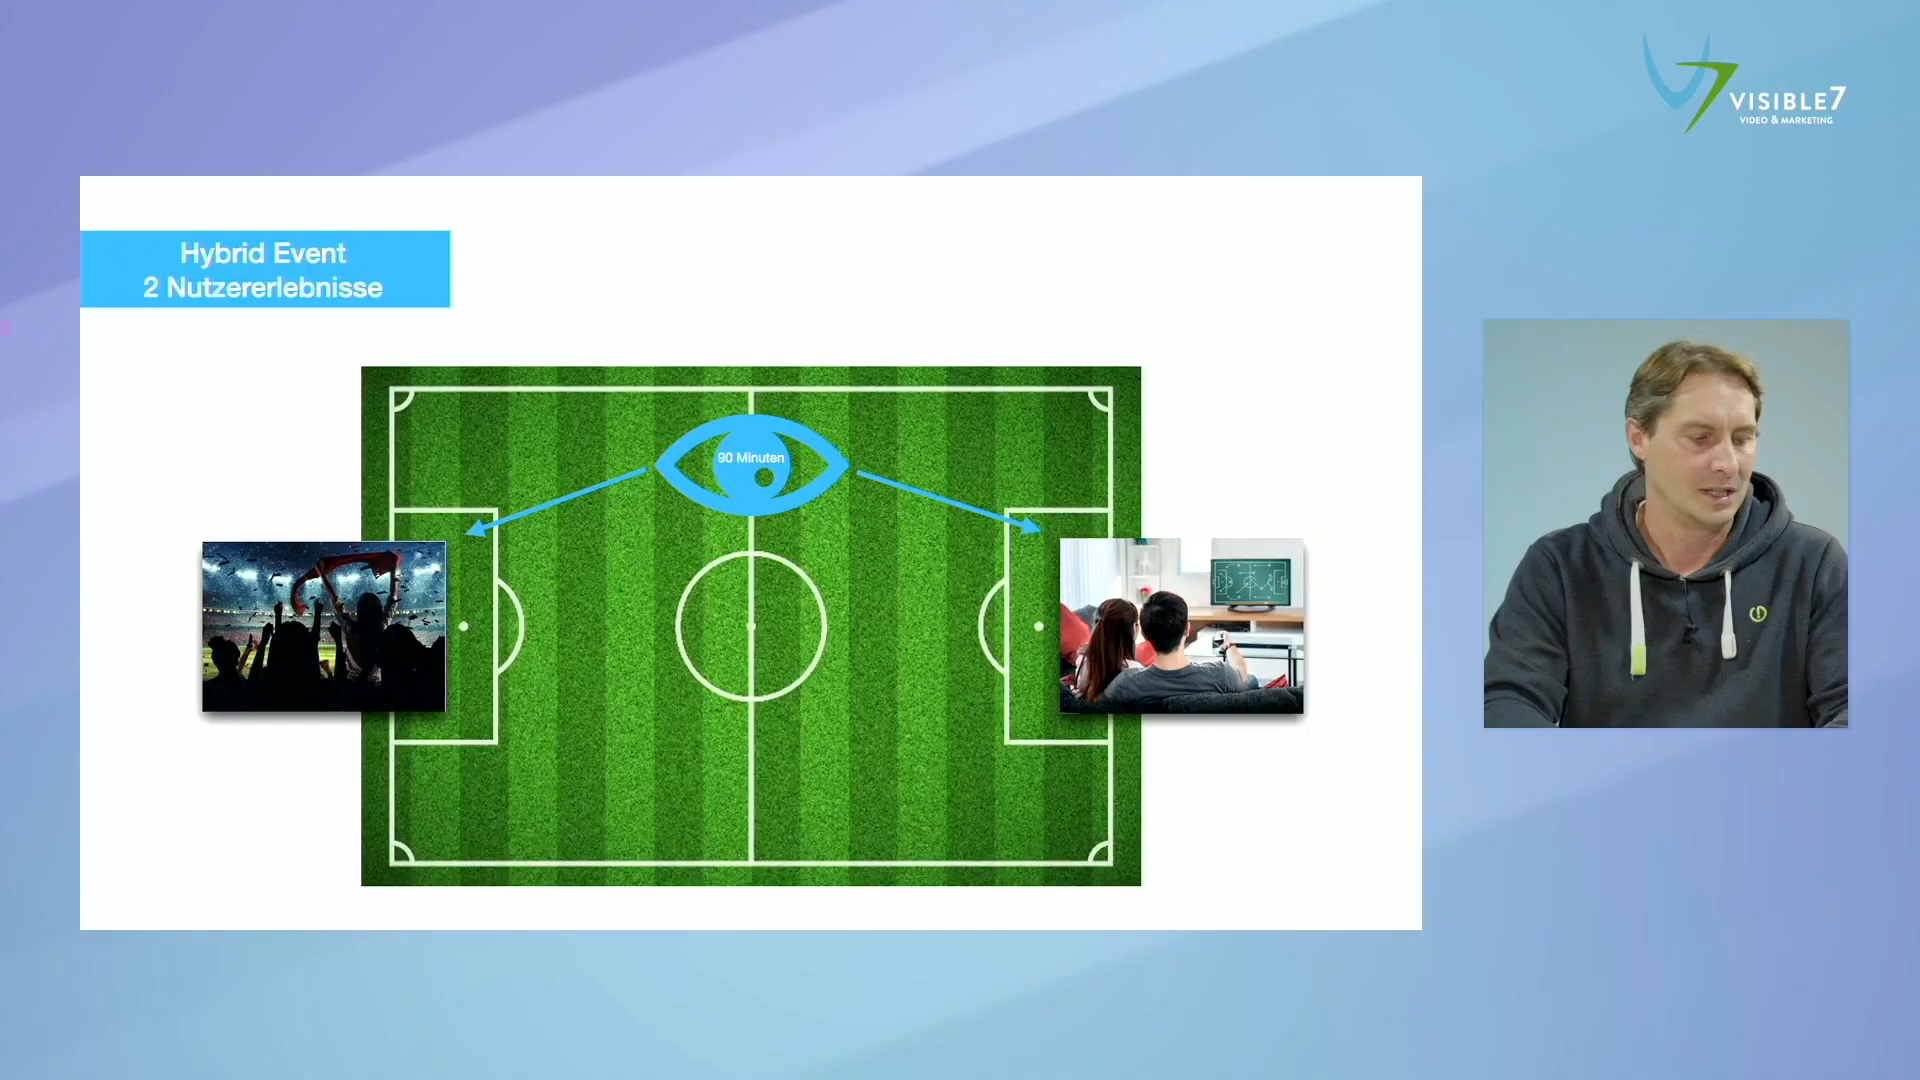 VISIBLE7
VIDEO & MARKETING
Hybrid Event
2 Nutzererlebnisse
90 Minuten